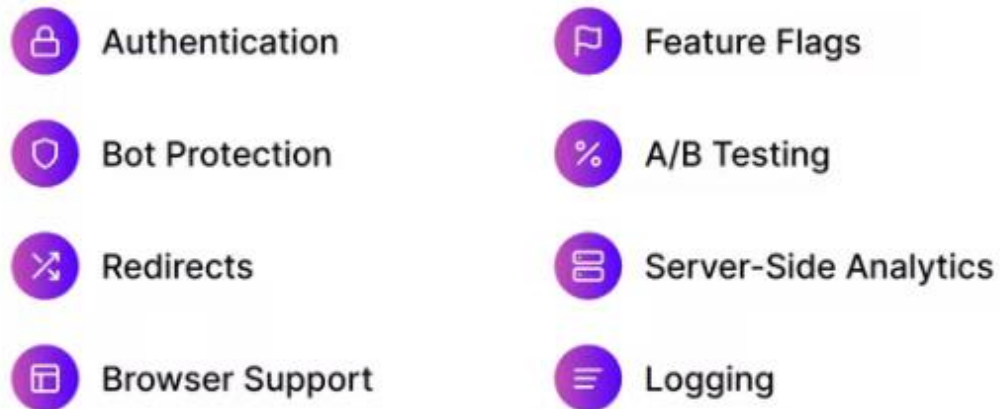 Authentication
Feature Flags
Bot Protection
A/B Testing
Redirects
Server-Side Analytics
Browser Support
Logging